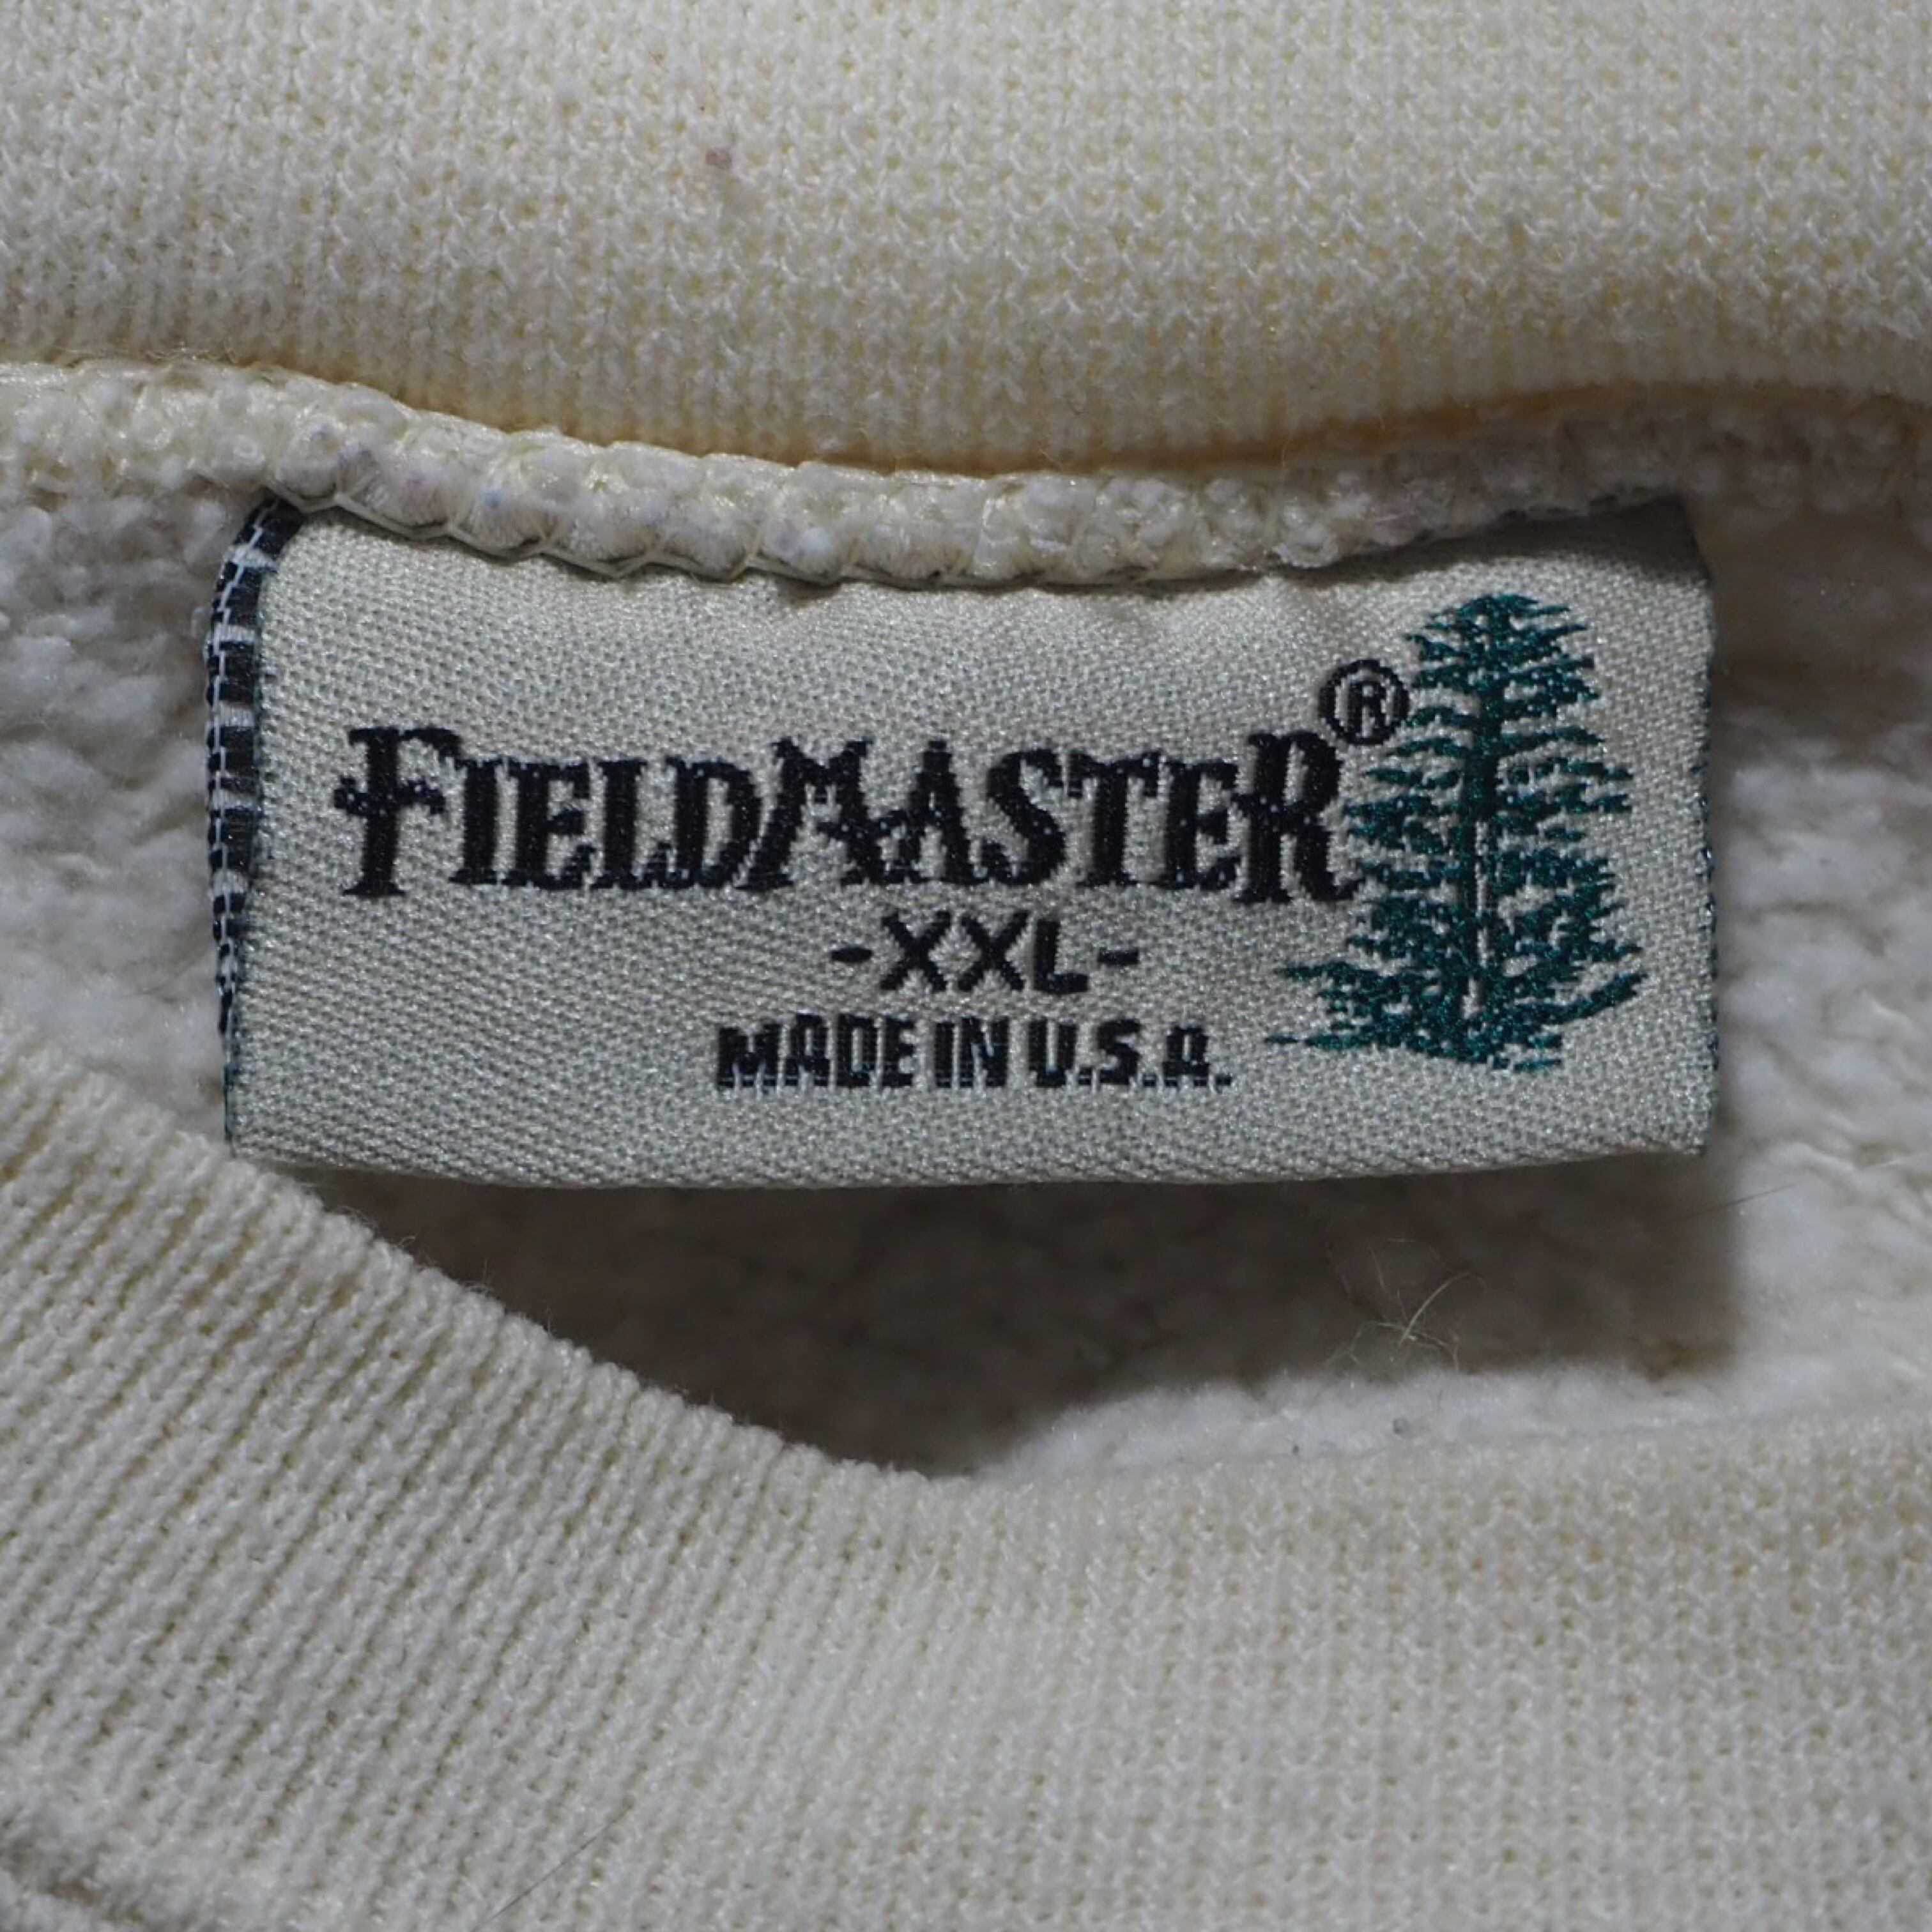 FIELDMASTER®
-XXL-
MADE IN U.S.A.